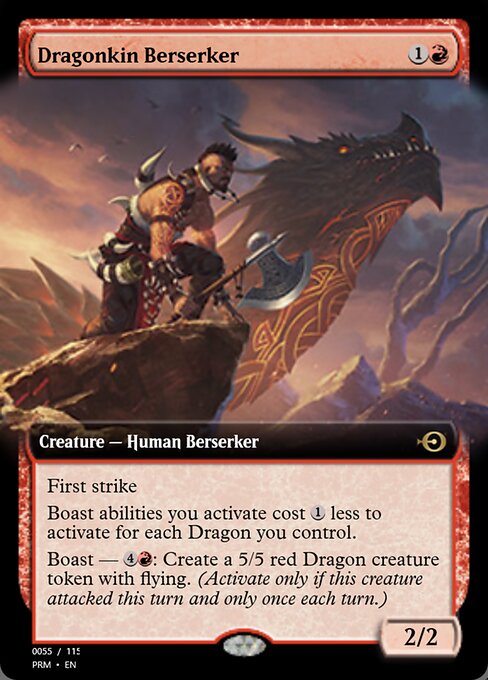 Dragonkin Berserker 1
Creature — Human Berserker
First strike
Boast abilities you activate cost 1 less to
activate for each Dragon you control.
Boast — 4: Create a 5/5 red Dragon creature
token with flying. (Activate only if this creature
attacked this turn and only once each turn.)
2/2
0055 / 115
PRM • EN